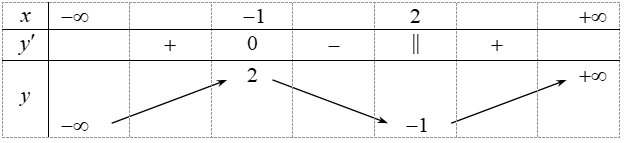 x −∞ −1 2 +∞
y′ + 0 − || +
2 +∞
y
−∞ −1